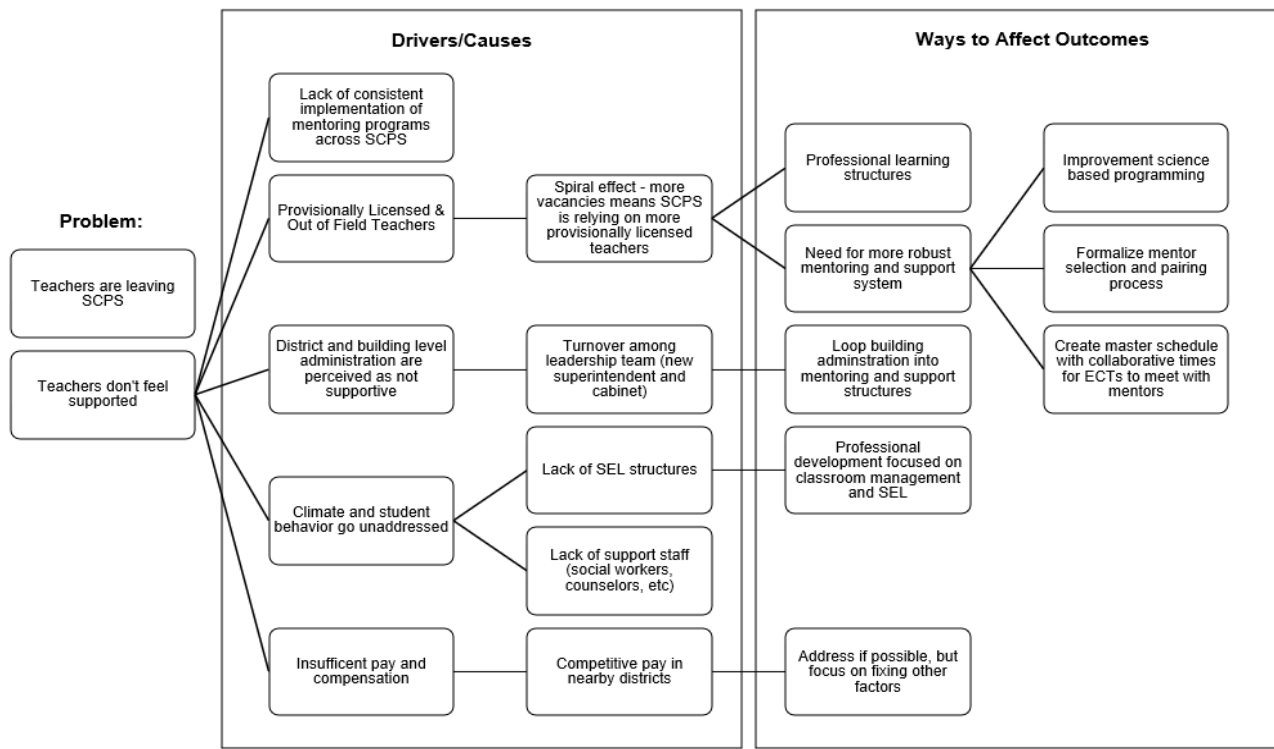 Drivers/Causes
Ways to Affect Outcomes
Problem:
Teachers are leaving
SCPS
Teachers don't feel
supported
Lack of consistent
implementation of
mentoring programs
across SCPS
Provisionally Licensed &
Out of Field Teachers
Spiral effect - more
vacancies means SCPS
is relying on more
provisionally licensed
teachers
Professional learning
structures
Need for more robust
mentoring and support
system
Improvement science
based programming
Formalize mentor
selection and pairing
process
Create master schedule
with collaborative times
for ECTs to meet with
mentors
District and building level
administration are
perceived as not
supportive
Turnover among
leadership team (new
superintendent and
cabinet)
Loop building
adminstration into
mentoring and support
structures
Climate and student
behavior go unaddressed
Lack of SEL structures
Professional
development focused on
classroom management
and SEL
Lack of support staff
(social workers,
counselors, etc)
Insufficent pay and
compensation
Competitive pay in
nearby districts
Address if possible, but
focus on fixing other
factors